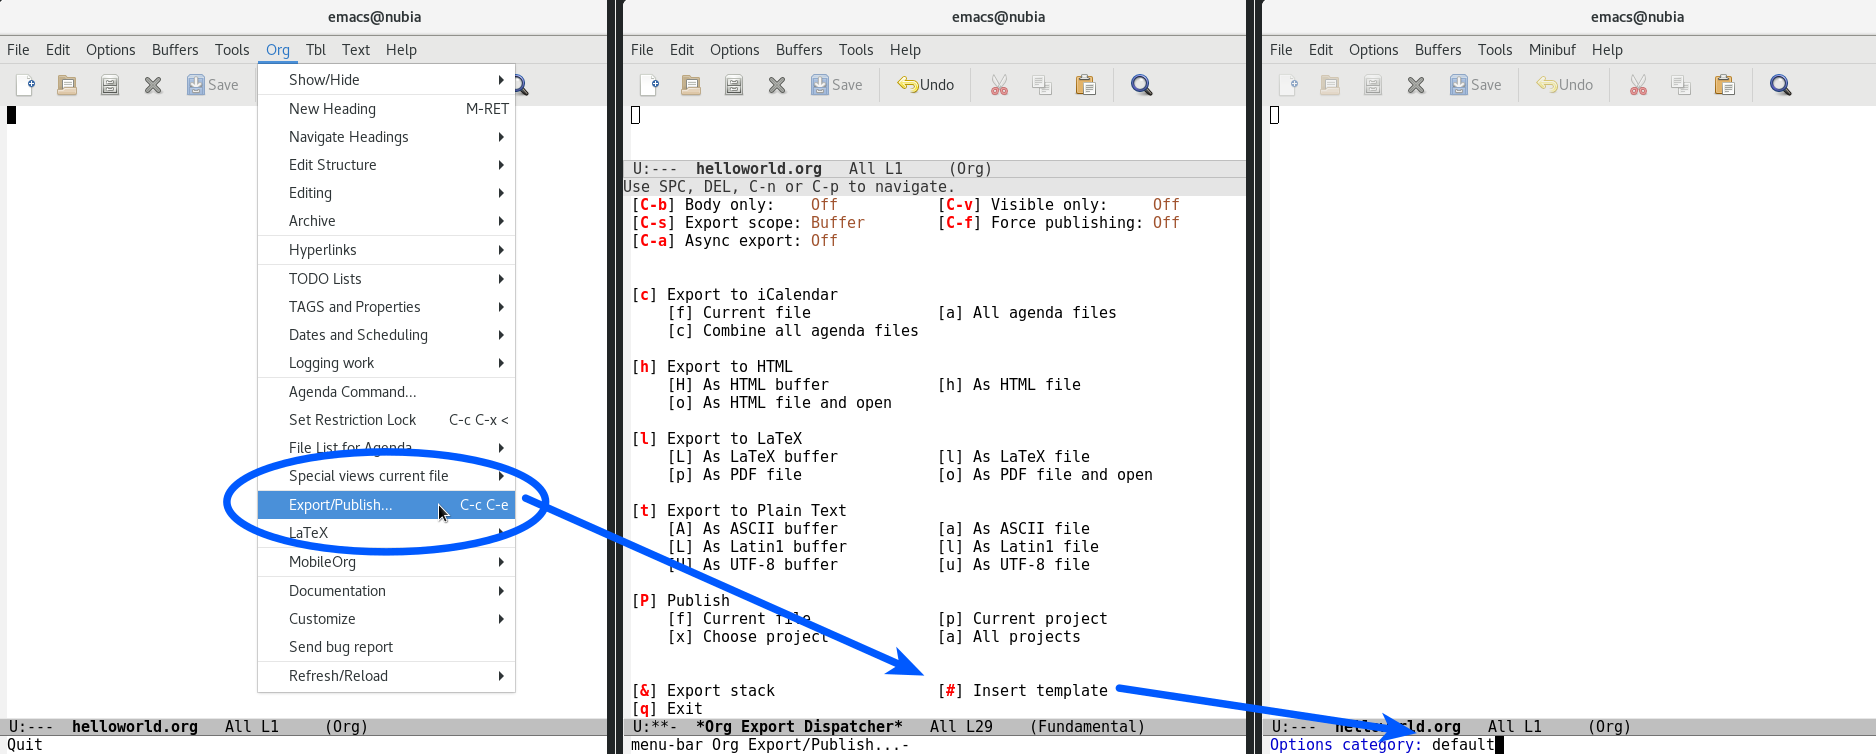 emacs@nubia
File Edit Options Buffers Tools Org Tbl Text Help
Save
Show/Hide
New Heading M-RET
Navigate Headings
Edit Structure
Editing
Archive
Hyperlinks
TODO Lists
TAGS and Properties
Dates and Scheduling
Logging work
Agenda Command...
Set Restriction Lock C-c C-x <
File List for Agenda
Special views current file
Export/Publish... C-c C-e
LaTeX
MobileOrg
Documentation
Customize
Send bug report
Refresh/Reload
U:--- helloworld.org All L1 (Org)
Quit
emacs@nubia
File Edit Options Buffers Tools Help
Save Undo
U:--- helloworld.org All L1 (Org)
Use SPC, DEL, C-n or C-p to navigate.
[C-b] Body only: Off [C-v] Visible only: Off
[C-s] Export scope: Buffer [C-f] Force publishing: Off
[C-a] Async export: Off
[c] Export to iCalendar
[f] Current file [a] All agenda files
[c] Combine all agenda files
[h] Export to HTML
[H] As HTML buffer [h] As HTML file
[o] As HTML file and open
[l] Export to LaTeX
[L] As LaTeX buffer [l] As LaTeX file
[p] As PDF file [o] As PDF file and open
[t] Export to Plain Text
[A] As ASCII buffer [a] As ASCII file
[L] As Latin1 buffer [l] As Latin1 file
[U] As UTF-8 buffer [u] As UTF-8 file
[P] Publish
[f] Current file [p] Current project
[x] Choose project [a] All projects
[&] Export stack [#] Insert template
[q] Exit
U:**- *Org Export Dispatcher* All L29 (Fundamental)
menu-bar Org Export/Publish...-
emacs@nubia
File Edit Options Buffers Tools Minibuf Help
Save Undo
U:--- helloworld.org All L1 (Org)
Options category: default